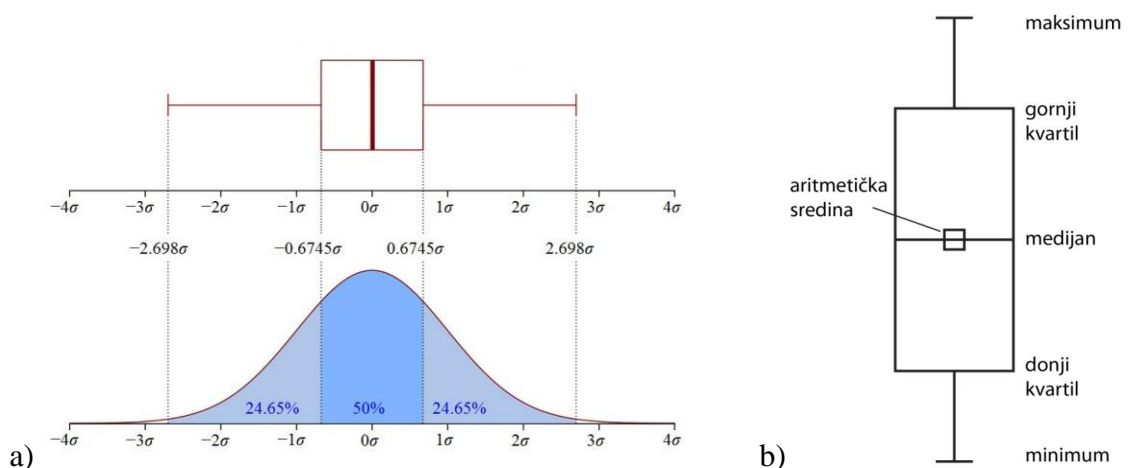 −4σ −3σ −2σ −1σ 0σ 1σ 2σ 3σ 4σ
−2.698σ −0.6745σ 0.6745σ 2.698σ
24.65% 50% 24.65%
−4σ −3σ −2σ −1σ 0σ 1σ 2σ 3σ 4σ
a)
maksimum
gornji
kvartil
aritmetička
sredina
medijan
donji
kvartil
minimum
b)